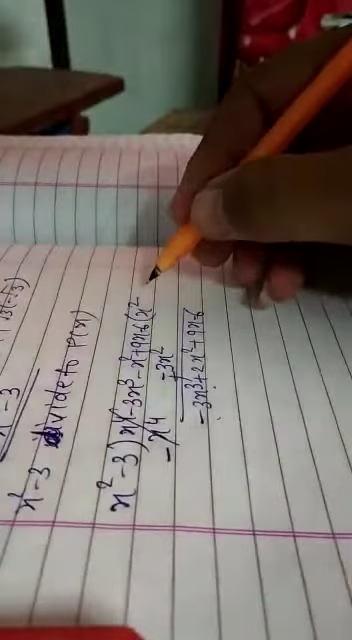 x² - 3
x² - 3 divide to P(x)
x² - 3 ) x⁴ - 3x³ - x² + 9x - 6 ( x²
- x⁴ - 3x²
- 3x³ + 2x² + 9x - 6